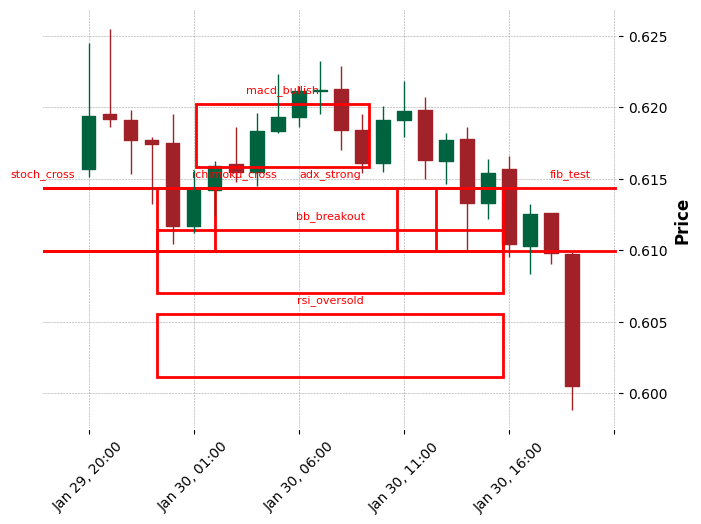 0.625
macd_bullish
0.620
stoch_cross
ichimoku_cross
adx_strong
fib_test
0.615
bb_breakout
Price
0.610
rsi_oversold
0.605
0.600
Jan 29, 20:00
Jan 30, 01:00
Jan 30, 06:00
Jan 30, 11:00
Jan 30, 16:00